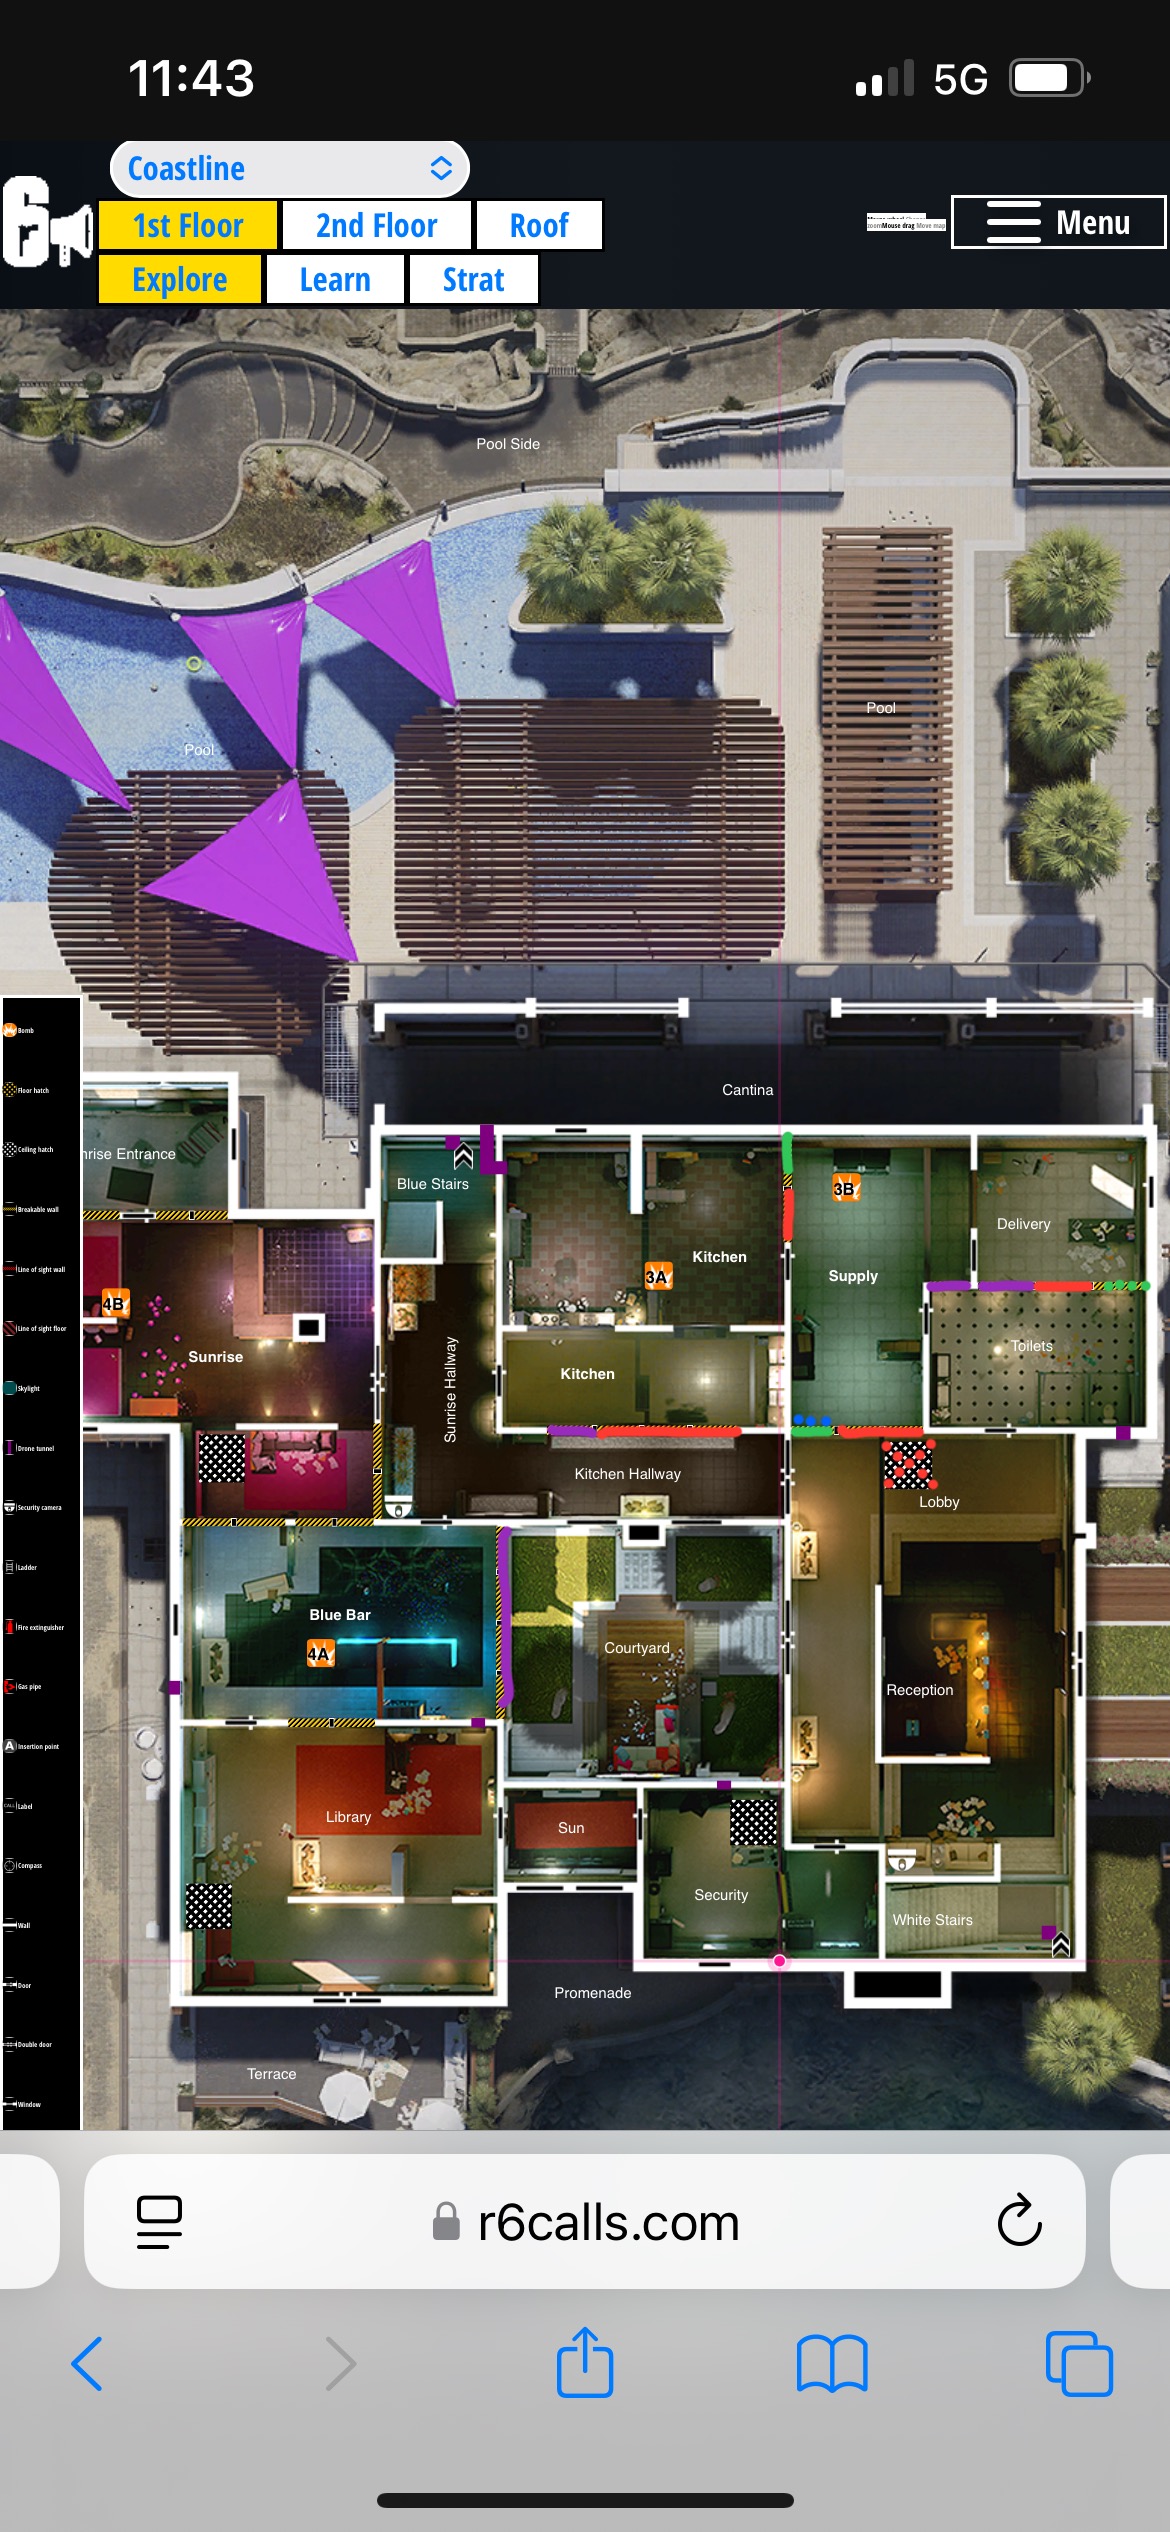 11:43
5G
Coastline
6
1st Floor
2nd Floor
Roof
Menu
Explore
Learn
Strat
Mouse drag Move map
Pool Side
Pool
Pool
Cantina
Bomb
Floor hatch
Ceiling hatch
Breakable wall
Line of sight wall
Line of sight floor
Skylight
Drone tunnel
Security camera
Ladder
Fire extinguisher
Gas pipe
A
Insertion point
Label
Compass
Wall
Door
Double door
Window
nrise Entrance
Blue Stairs
3B
Delivery
Kitchen
3A
Supply
4B
Sunrise
Sunrise Hallway
Toilets
Kitchen
Kitchen Hallway
Lobby
Blue Bar
4A
Courtyard
Reception
Library
Sun
Security
White Stairs
Promenade
Terrace
r6calls.com